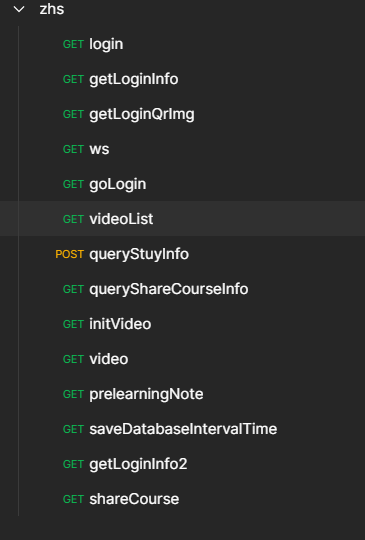 zhs
GET login
GET getLoginInfo
GET getLoginQrImg
GET ws
GET goLogin
GET videoList
POST queryStuyInfo
GET queryShareCourseInfo
GET initVideo
GET video
GET prelearningNote
GET saveDatabaseIntervalTime
GET getLoginInfo2
GET shareCourse